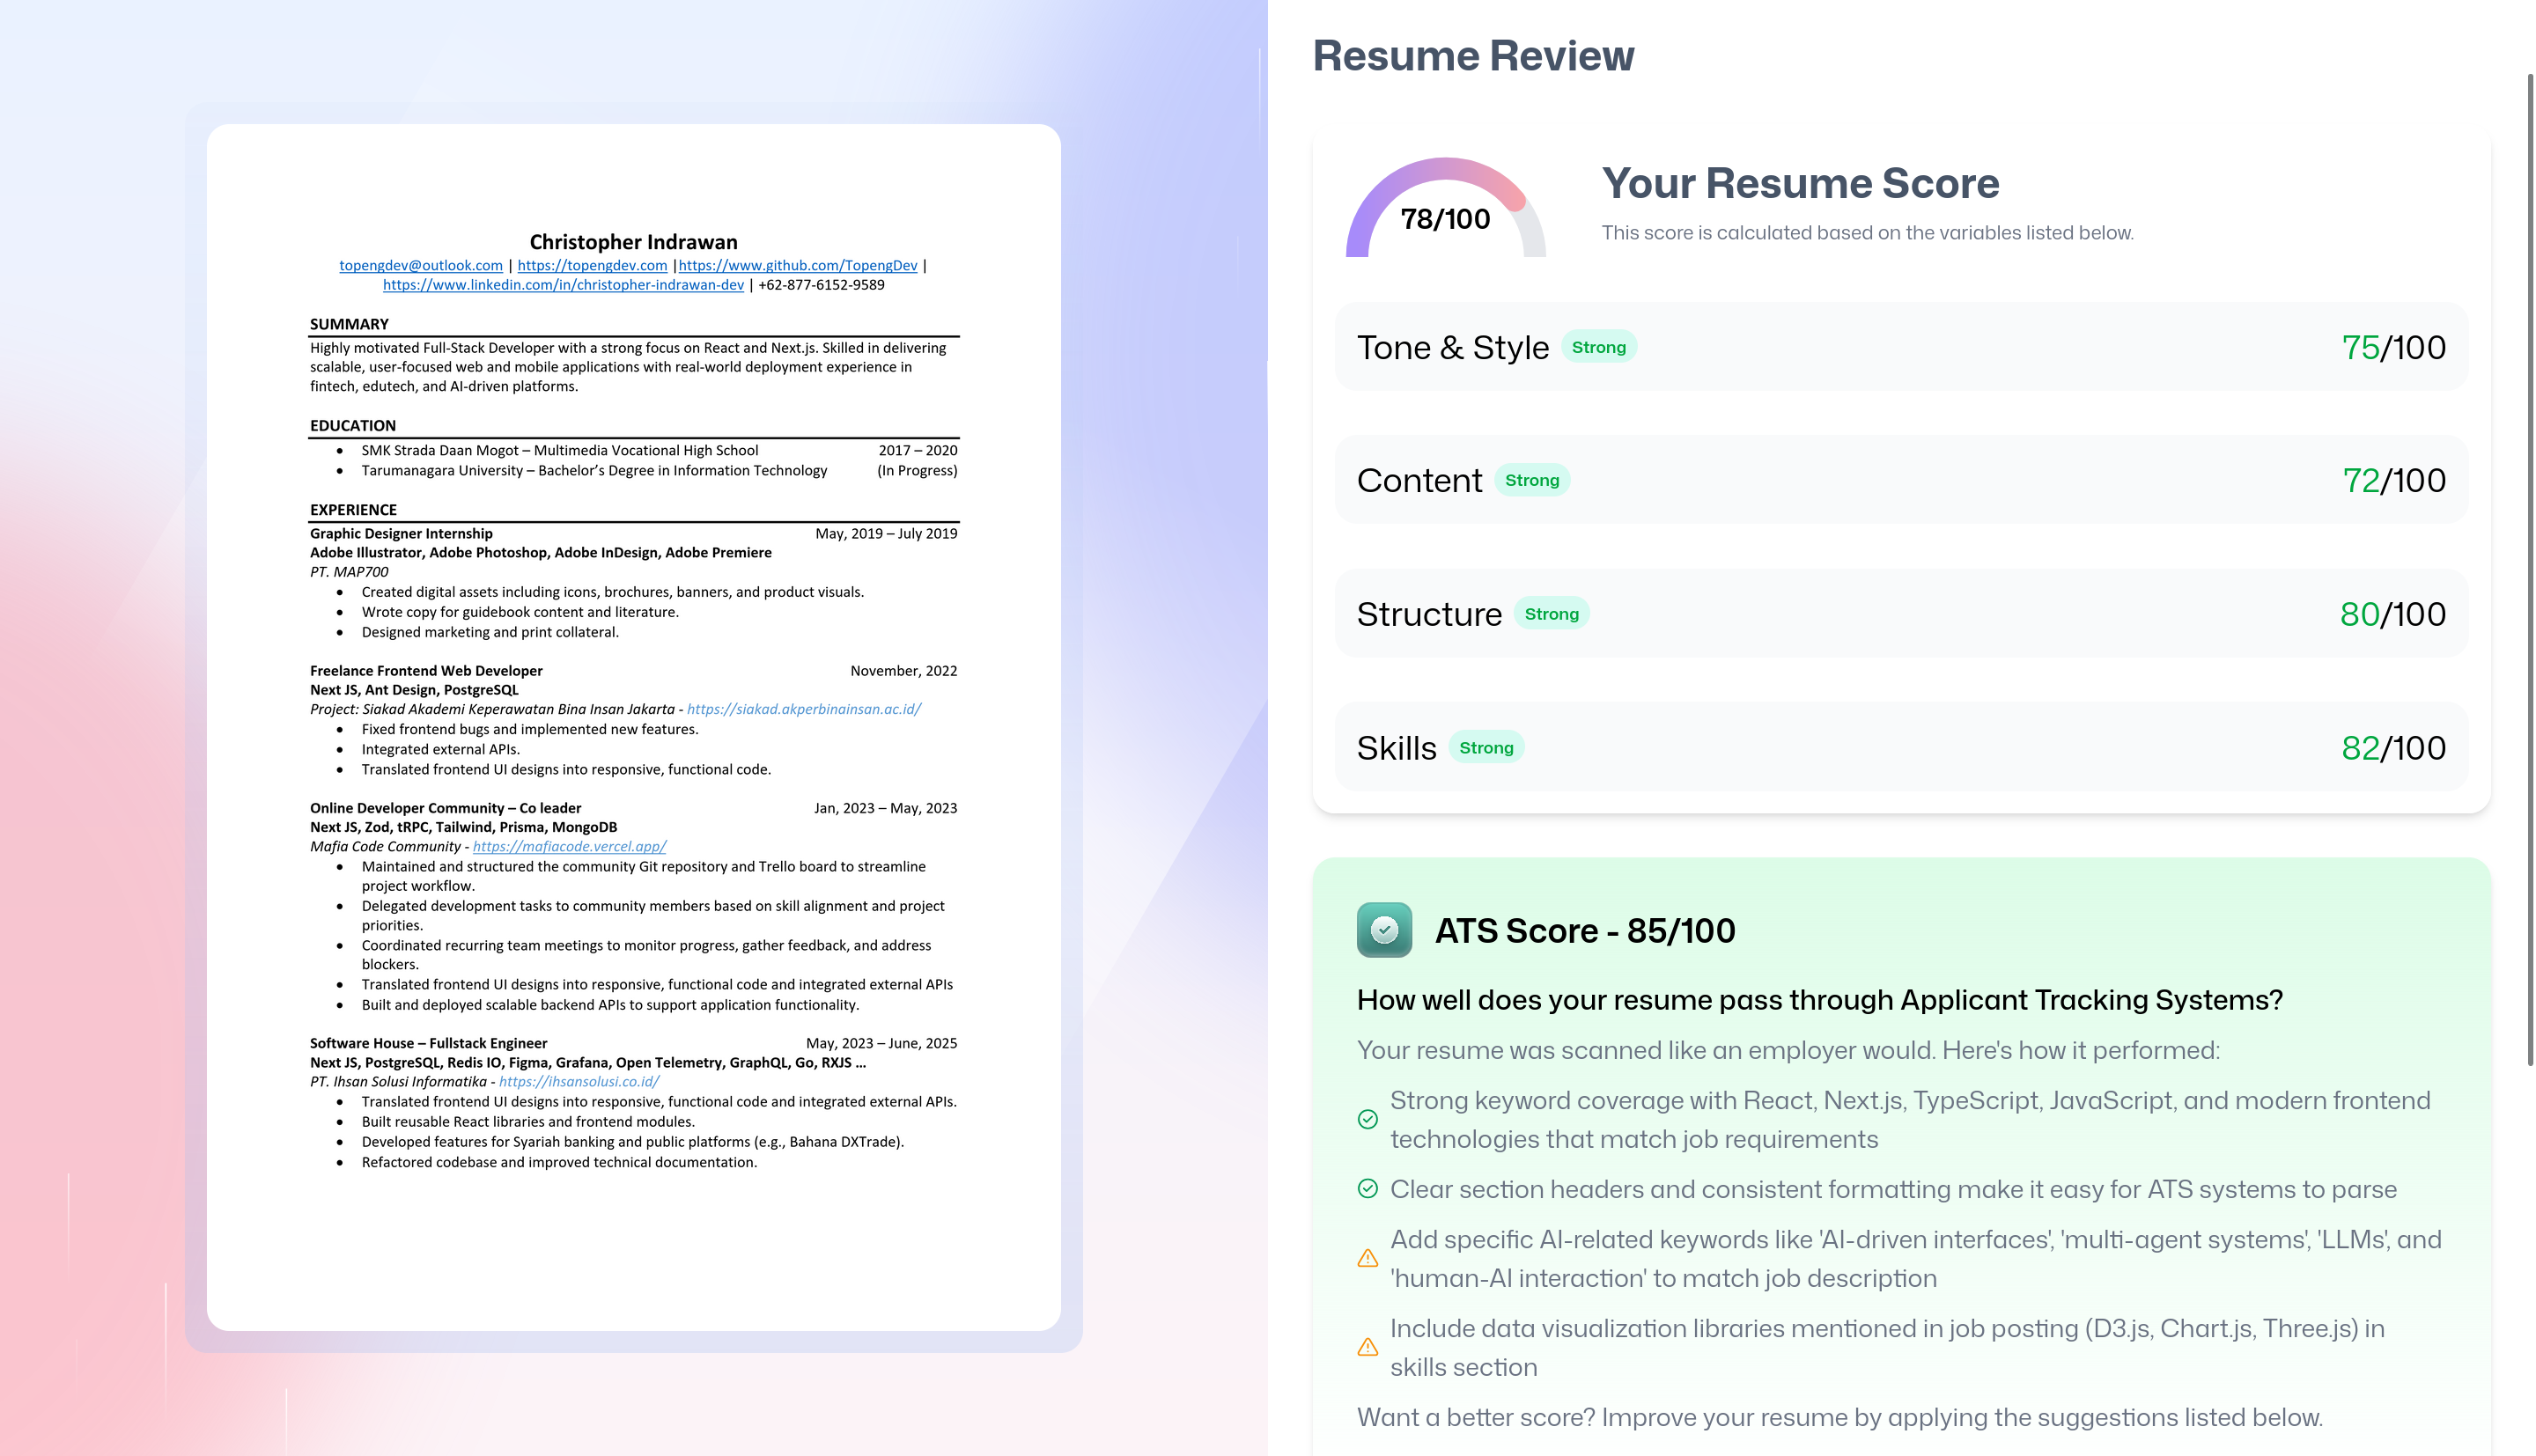 Christopher Indrawan
topengdev@outlook.com | https://topengdev.com |https://www.github.com/TopengDev |
https://www.linkedin.com/in/christopher-indrawan-dev | +62-877-6152-9589
SUMMARY
Highly motivated Full-Stack Developer with a strong focus on React and Next.js. Skilled in delivering
scalable, user-focused web and mobile applications with real-world deployment experience in
fintech, edutech, and AI-driven platforms.
EDUCATION
• SMK Strada Daan Mogot – Multimedia Vocational High School 2017 – 2020
• Tarumanagara University – Bachelor's Degree in Information Technology (In Progress)
EXPERIENCE
Graphic Designer Internship May, 2019 – July 2019
Adobe Illustrator, Adobe Photoshop, Adobe InDesign, Adobe Premiere
PT. MAP700
• Created digital assets including icons, brochures, banners, and product visuals.
• Wrote copy for guidebook content and literature.
• Designed marketing and print collateral.
Freelance Frontend Web Developer November, 2022
Next JS, Ant Design, PostgreSQL
Project: Siakad Akademi Keperawatan Bina Insan Jakarta - https://siakad.akperbinainsan.ac.id/
• Fixed frontend bugs and implemented new features.
• Integrated external APIs.
• Translated frontend UI designs into responsive, functional code.
Online Developer Community – Co leader Jan, 2023 – May, 2023
Next JS, Zod, tRPC, Tailwind, Prisma, MongoDB
Mafia Code Community - https://mafiacode.vercel.app/
• Maintained and structured the community Git repository and Trello board to streamline
project workflow.
• Delegated development tasks to community members based on skill alignment and project
priorities.
• Coordinated recurring team meetings to monitor progress, gather feedback, and address
blockers.
• Translated frontend UI designs into responsive, functional code and integrated external APIs
• Built and deployed scalable backend APIs to support application functionality.
Software House – Fullstack Engineer May, 2023 – June, 2025
Next JS, PostgreSQL, Redis IO, Figma, Grafana, Open Telemetry, GraphQL, Go, RXJS ...
PT. Ihsan Solusi Informatika - https://ihsansolusi.co.id/
• Translated frontend UI designs into responsive, functional code and integrated external APIs.
• Built reusable React libraries and frontend modules.
• Developed features for Syariah banking and public platforms (e.g., Bahana DXTrade).
• Refactored codebase and improved technical documentation.
Resume Review
78/100
Your Resume Score
This score is calculated based on the variables listed below.
Tone & Style Strong 75/100
Content Strong 72/100
Structure Strong 80/100
Skills Strong 82/100
ATS Score - 85/100
How well does your resume pass through Applicant Tracking Systems?
Your resume was scanned like an employer would. Here's how it performed:
Strong keyword coverage with React, Next.js, TypeScript, JavaScript, and modern frontend
technologies that match job requirements
Clear section headers and consistent formatting make it easy for ATS systems to parse
Add specific AI-related keywords like 'AI-driven interfaces', 'multi-agent systems', 'LLMs', and
'human-AI interaction' to match job description
Include data visualization libraries mentioned in job posting (D3.js, Chart.js, Three.js) in
skills section
Want a better score? Improve your resume by applying the suggestions listed below.